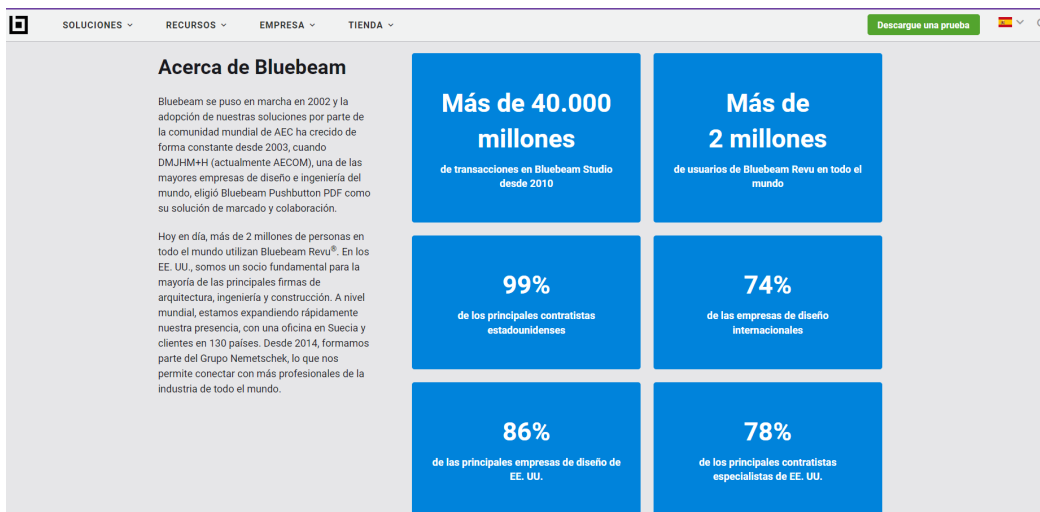 SOLUCIONES
RECURSOS
EMPRESA
TIENDA
Descargue una prueba
Acerca de Bluebeam
Bluebeam se puso en marcha en 2002 y la
adopción de nuestras soluciones por parte de
la comunidad mundial de AEC ha crecido de
forma constante desde 2003, cuando
DMJHM+H (actualmente AECOM), una de las
mayores empresas de diseño e ingeniería del
mundo, eligió Bluebeam Pushbutton PDF como
su solución de marcado y colaboración.
Hoy en día, más de 2 millones de personas en
todo el mundo utilizan Bluebeam Revu®. En los
EE. UU., somos un socio fundamental para la
mayoría de las principales firmas de
arquitectura, ingeniería y construcción. A nivel
mundial, estamos expandiendo rápidamente
nuestra presencia, con una oficina en Suecia y
clientes en 130 países. Desde 2014, formamos
parte del Grupo Nemetschek, lo que nos
permite conectar con más profesionales de la
industria de todo el mundo.
Más de 40.000
millones
de transacciones en Bluebeam Studio
desde 2010
Más de
2 millones
de usuarios de Bluebeam Revu en todo el
mundo
99%
de los principales contratistas
estadounidenses
74%
de las empresas de diseño
internacionales
86%
de las principales empresas de diseño de
EE. UU.
78%
de los principales contratistas
especialistas de EE. UU.